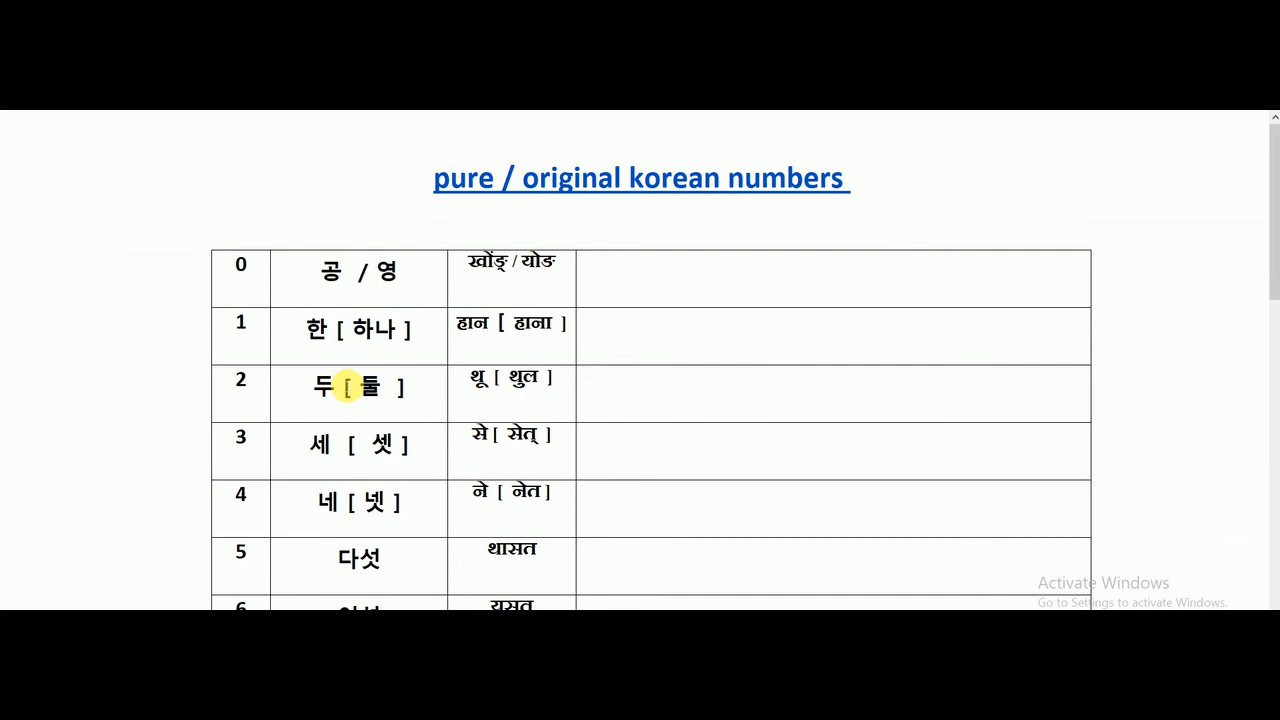 pure / original korean numbers
0 공 / 영 खोंङ् / योङ
1 한 [ 하나 ] हान [ हाना ]
2 두 [ 둘 ] थू [ थुल ]
3 세 [ 셋 ] से [ सेत् ]
4 네 [ 넷 ] ने [ नेत ]
5 다섯 थासत
6
Activate Windows
Go to Settings to activate Windows.